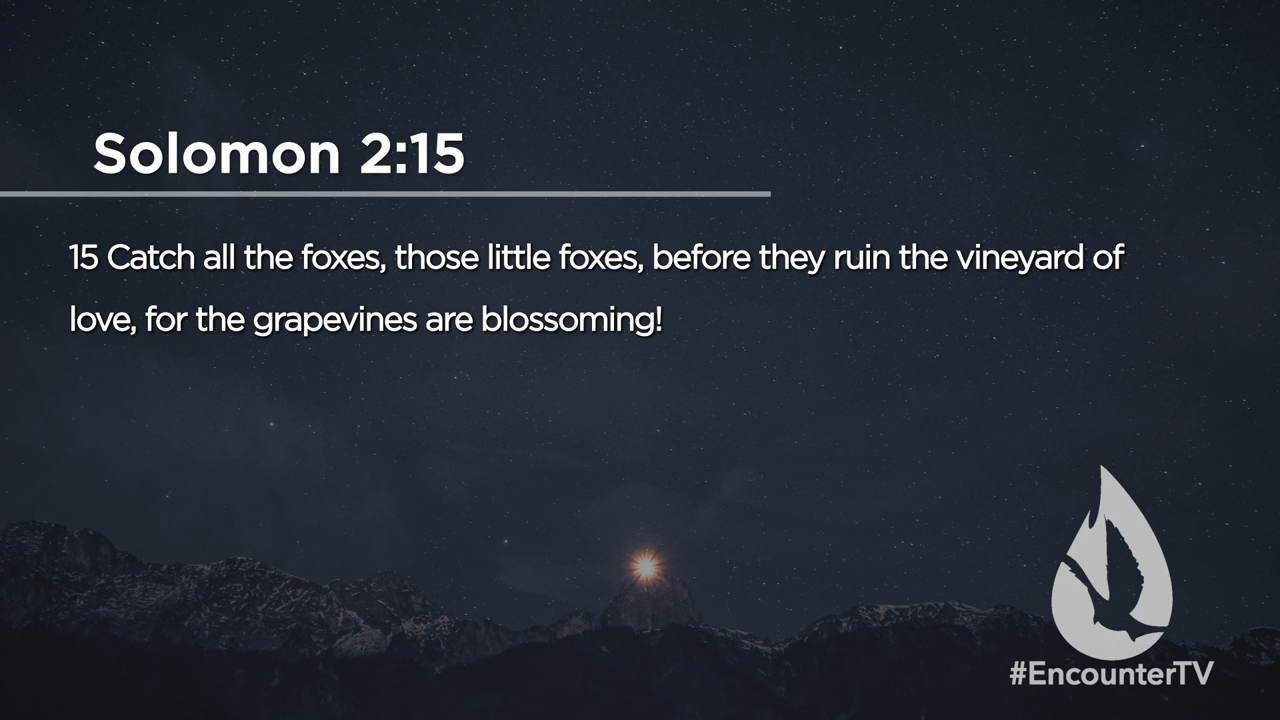 Solomon 2:15
15 Catch all the foxes, those little foxes, before they ruin the vineyard of
love, for the grapevines are blossoming!
#EncounterTV